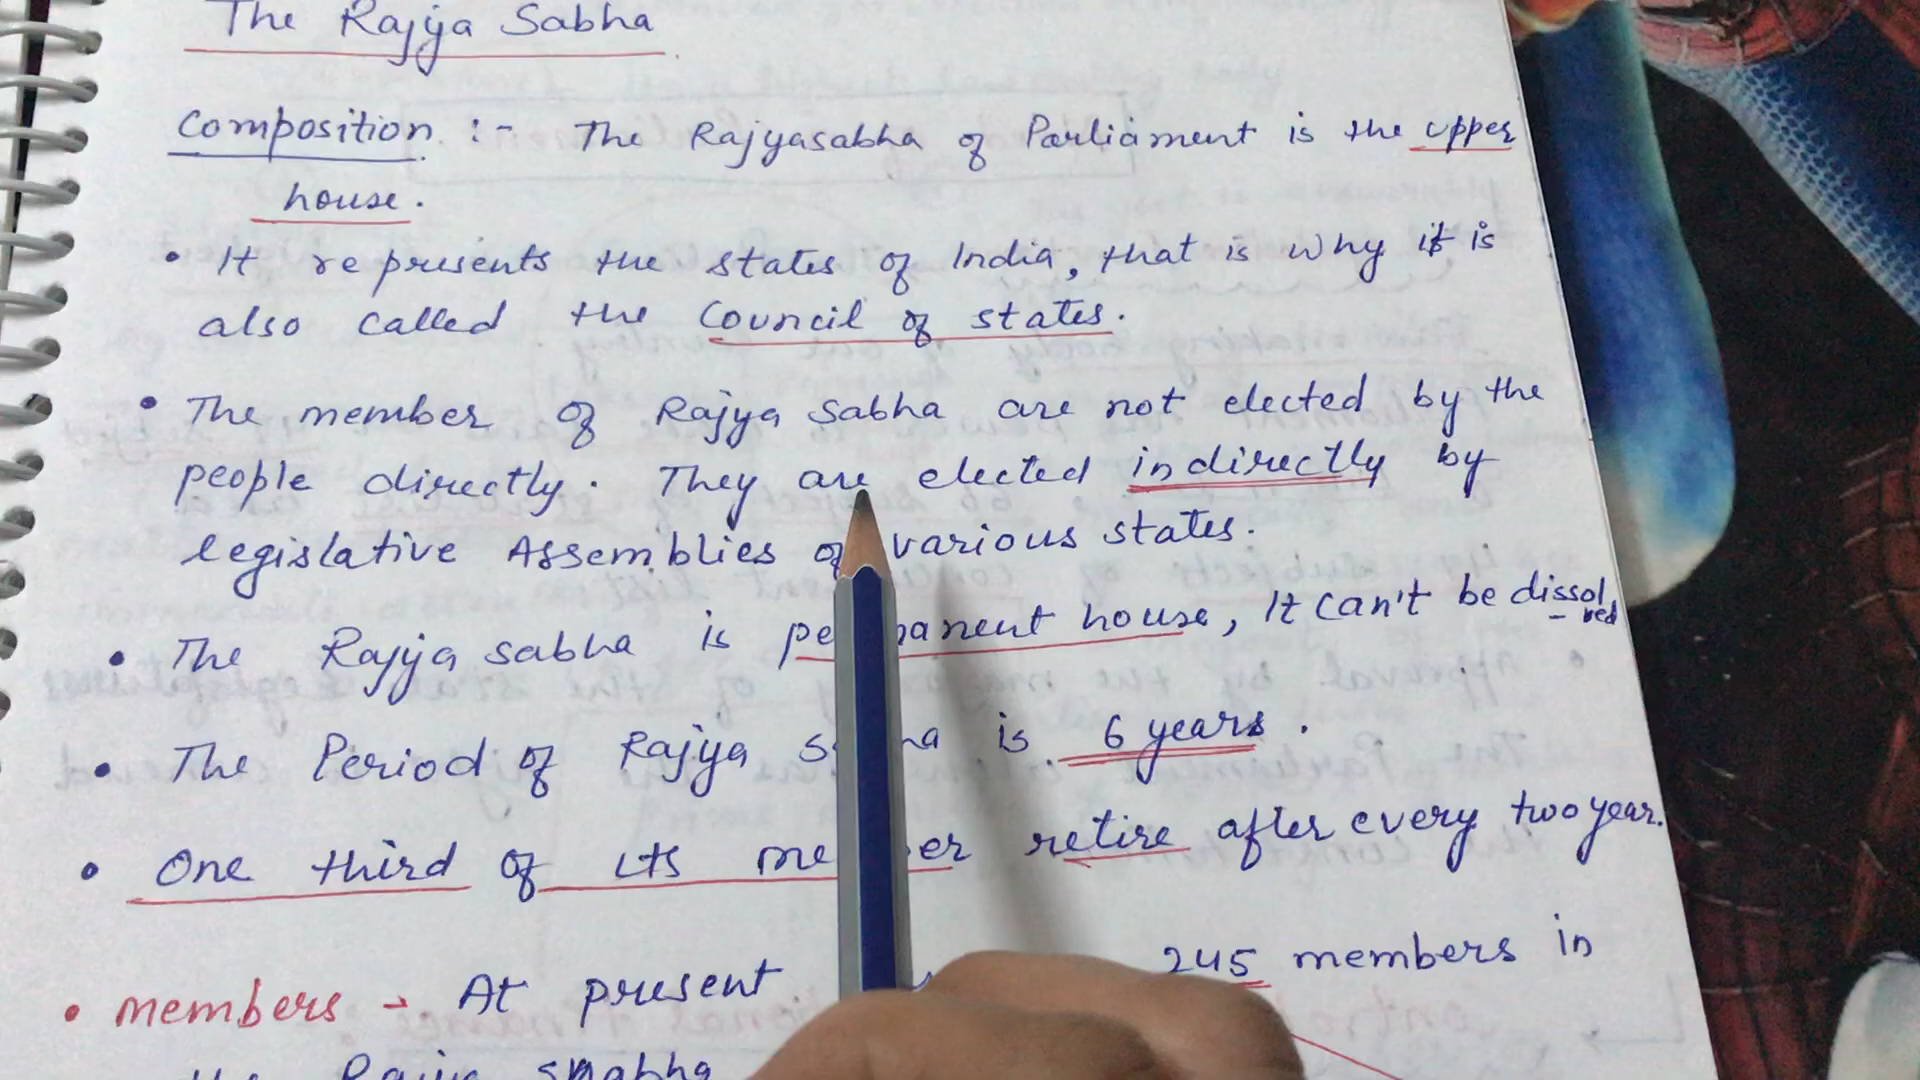 The Rajya Sabha
Composition :- The Rajyasabha of Parliament is the upper
house.
• It represents the states of India, that is why it is
also called the Council of states.
• The member of Rajya Sabha are not elected by the
people directly. They are elected indirectly by
legislative Assemblies of various states.
• The Rajya sabha is permanent house, It can't be dissol
- ved
• The Period of Rajya sabha is 6 years.
• One third of its member retire after every two year.
• members → At present 245 members in
the Rajya